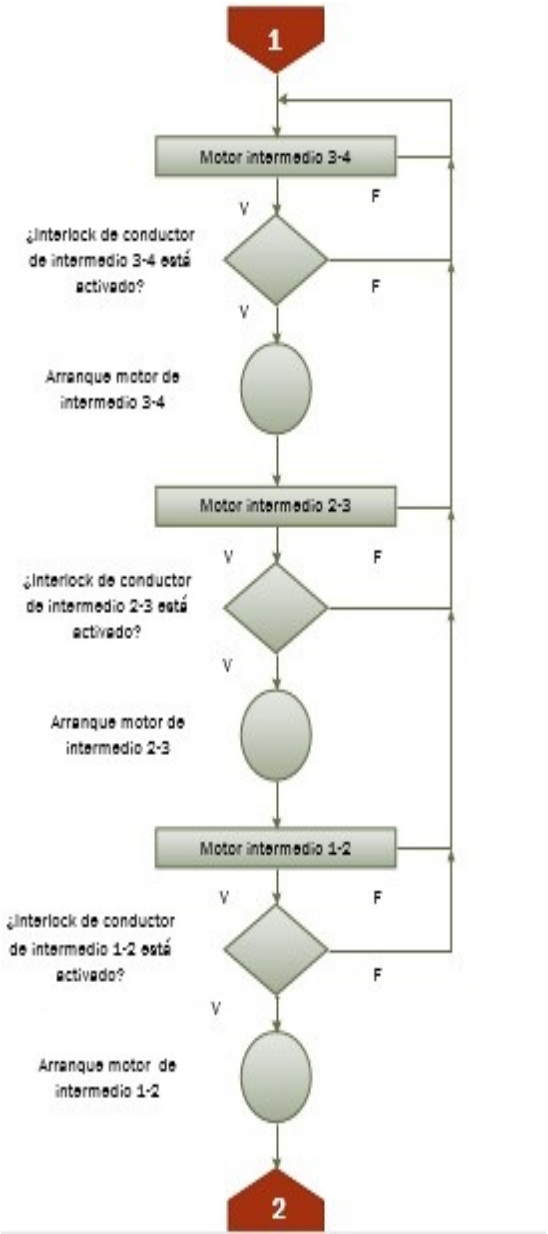 1
Motor intermedio 3-4
V
F
¿Interlock de conductor
de intermedio 3-4 está
activado?
F
V
Arranque motor de
intermedio 3-4
Motor intermedio 2-3
V
F
¿Interlock de conductor
de intermedio 2-3 está
activado?
V
Arranque motor de
intermedio 2-3
Motor intermedio 1-2
V
F
¿Interlock de conductor
de intermedio 1-2 está
activado?
F
V
Arranque motor de
intermedio 1-2
2